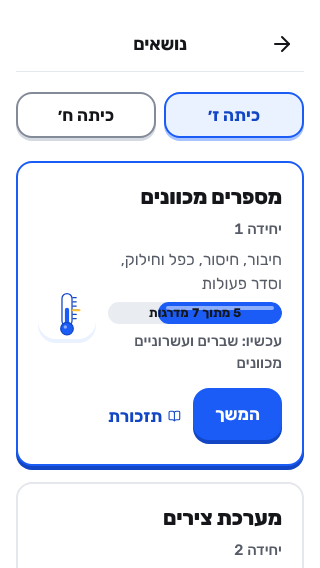 נושאים
כיתה ז׳
כיתה ח׳
מספרים מכוונים
יחידה 1
חיבור, חיסור, כפל וחילוק,
וסדר פעולות
5 מתוך 7 מדרגות
עכשיו: שברים ועשרוניים
מכוונים
המשך
תזכורת
מערכת צירים
יחידה 2